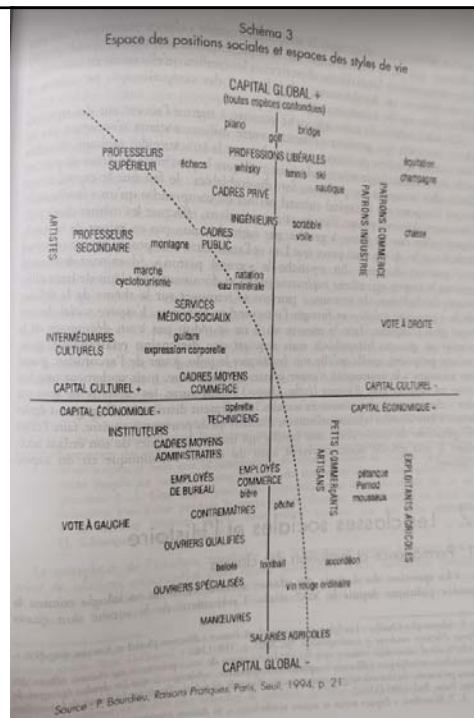 Schéma 3
Espace des positions sociales et espaces des styles de vie
CAPITAL GLOBAL +
(toutes espèces confondues)
piano
bridge
golf
PROFESSEURS
SUPÉRIEUR
échecs
PROFESSIONS LIBÉRALES
whisky
tennis
ski
nautique
équitation
champagne
CADRES PRIVÉ
PATRONS INDUSTRIE
PATRONS COMMERCE
ARTISTES
INGÉNIEURS
scrabble
voile
chasse
PROFESSEURS
SECONDAIRE
montagne
CADRES
PUBLIC
marche
cyclotourisme
natation
eau minérale
SERVICES
MÉDICO-SOCIAUX
VOTE À DROITE
INTERMÉDIAIRES
CULTURELS
guitare
expression corporelle
CADRES MOYENS
COMMERCE
CAPITAL CULTUREL +
CAPITAL CULTUREL -
CAPITAL ÉCONOMIQUE -
CAPITAL ÉCONOMIQUE +
opérette
TECHNICIENS
INSTITUTEURS
CADRES MOYENS
ADMINISTRATIFS
PETITS COMMERÇANTS
ARTISANS
EMPLOYÉS
DE BUREAU
EMPLOYÉS
COMMERCE
bière
pétanque
Pernod
mousseux
EXPLOITANTS AGRICOLES
pêche
CONTREMAÎTRES
VOTE À GAUCHE
OUVRIERS QUALIFIÉS
belote
football
accordéon
OUVRIERS SPÉCIALISÉS
vin rouge ordinaire
MANŒUVRES
SALARIÉS AGRICOLES
CAPITAL GLOBAL -
Source : P. Bourdieu, Raisons Pratiques, Paris, Seuil, 1994, p. 21.